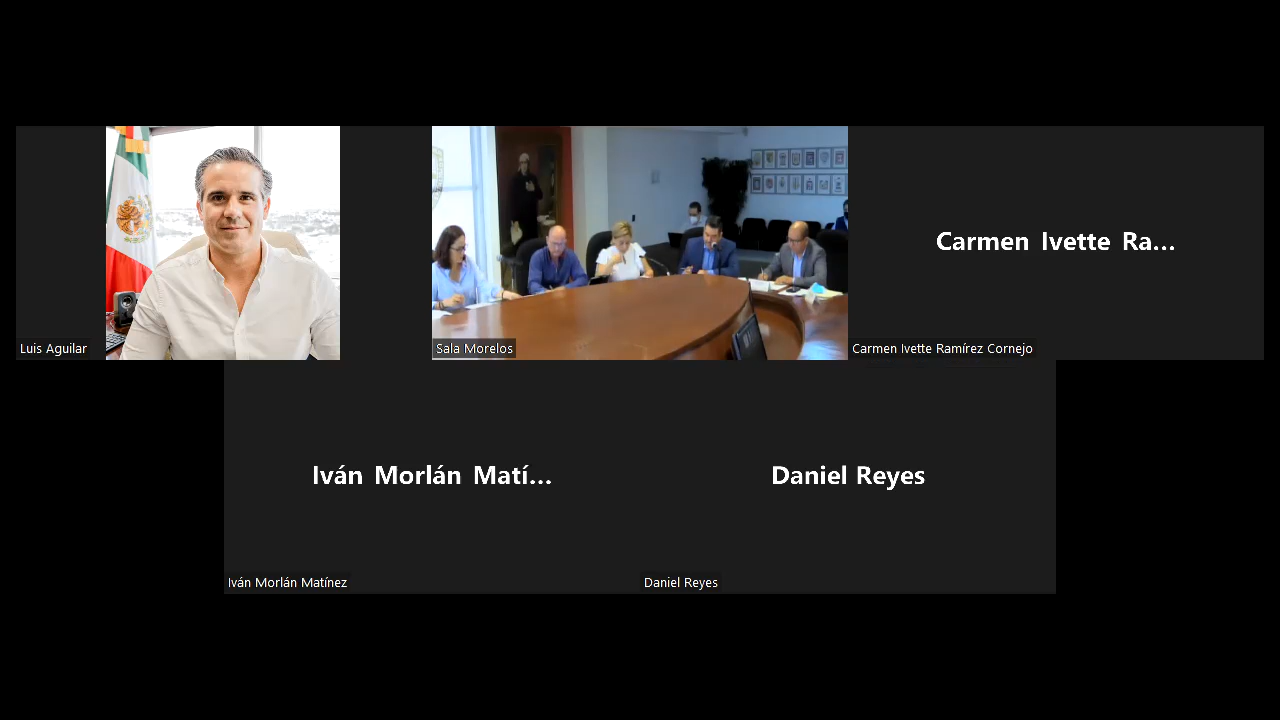 Carmen Ivette Ra...
Luis Aguilar
Sala Morelos
Carmen Ivette Ramírez Cornejo
Iván Morlán Matí...
Daniel Reyes
Iván Morlán Matínez
Daniel Reyes